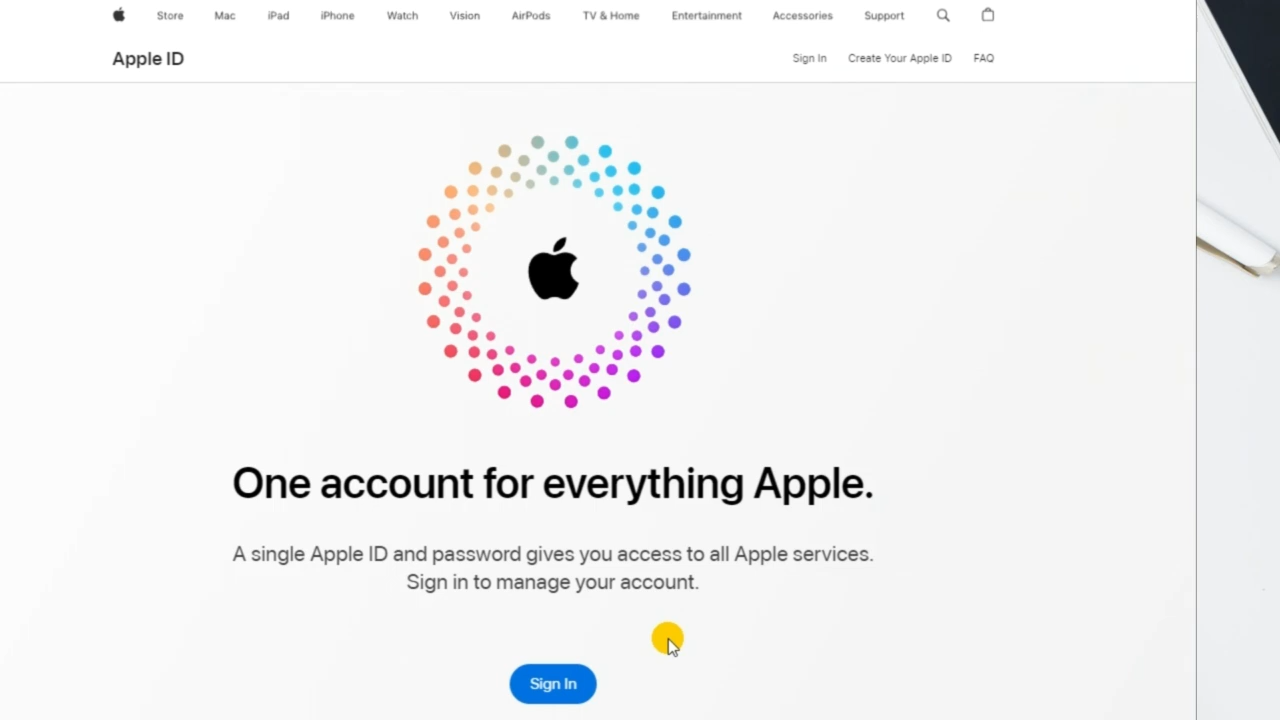 Store Mac iPad iPhone Watch Vision AirPods TV & Home Entertainment Accessories Support
Apple ID Sign In Create Your Apple ID FAQ
One account for everything Apple.
A single Apple ID and password gives you access to all Apple services.
Sign in to manage your account.
Sign In